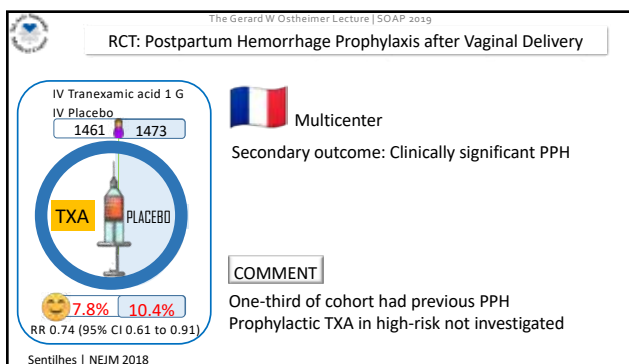 The Gerard W Ostheimer Lecture | SOAP 2019
RCT: Postpartum Hemorrhage Prophylaxis after Vaginal Delivery
IV Tranexamic acid 1 G
IV Placebo
1461 1473
TXA PLACEBO
7.8% 10.4%
RR 0.74 (95% CI 0.61 to 0.91)
Multicenter
Secondary outcome: Clinically significant PPH
COMMENT
One-third of cohort had previous PPH
Prophylactic TXA in high-risk not investigated
Sentilhes | NEJM 2018